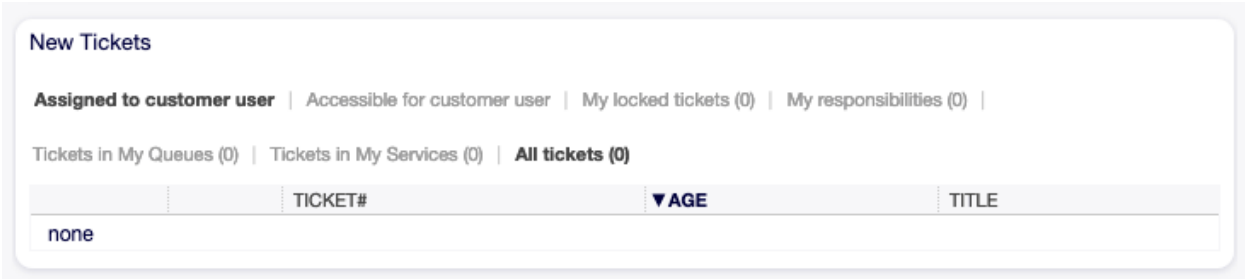 New Tickets
Assigned to customer user | Accessible for customer user | My locked tickets (0) | My responsibilities (0) |
Tickets in My Queues (0) | Tickets in My Services (0) | All tickets (0)
TICKET# ▼AGE TITLE
none